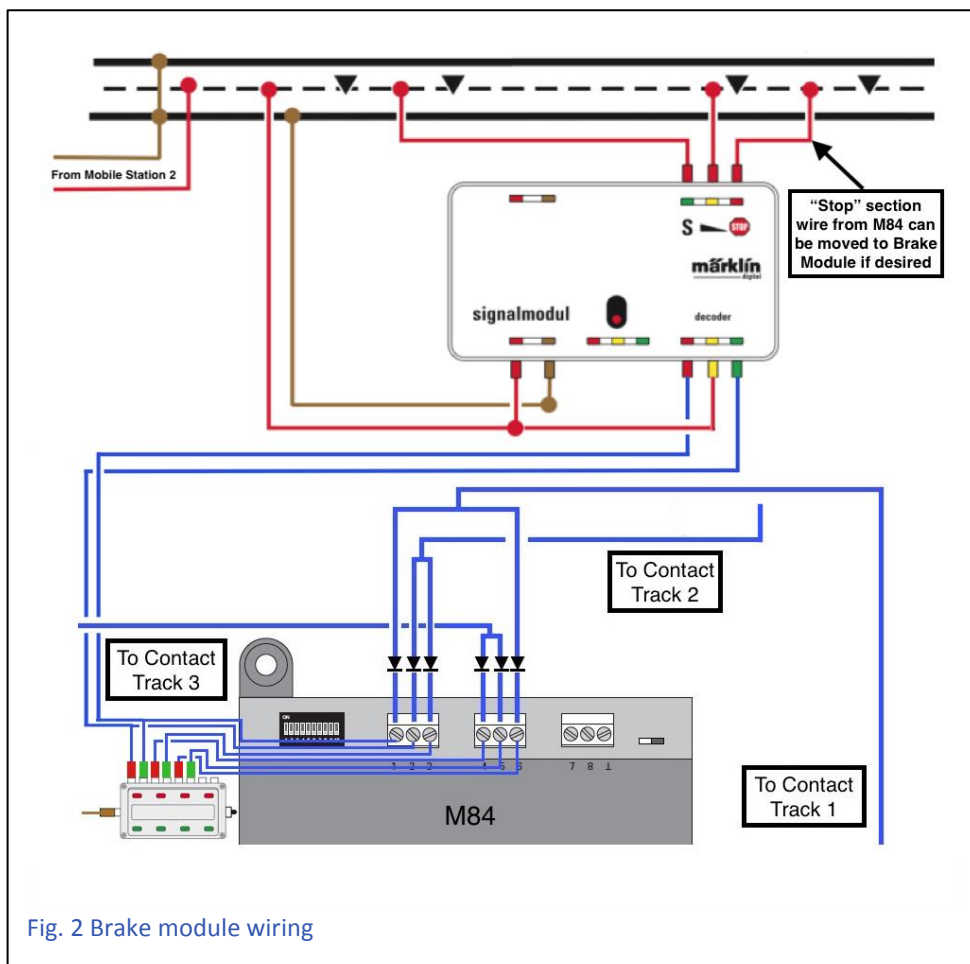 From Mobile Station 2
"Stop" section
wire from M84 can
be moved to Brake
Module if desired
S STOP
märklin
digital
signalmodul
decoder
To Contact
Track 2
To Contact
Track 3
ON
1 2 3 4 5 6 7 8 ⊥
M84
To Contact
Track 1
Fig. 2 Brake module wiring